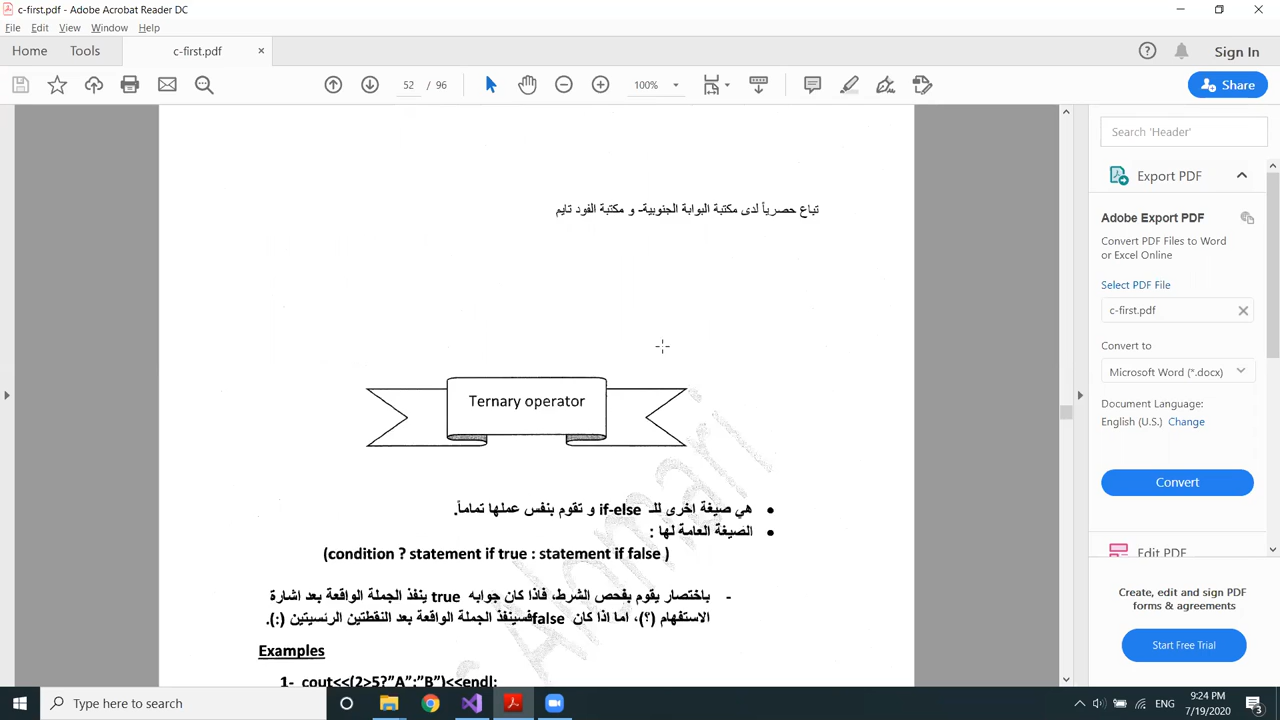 c-first.pdf - Adobe Acrobat Reader DC
File Edit View Window Help
Home Tools c-first.pdf × Sign In
52 / 96 100% Share
Search 'Header'
Export PDF
Adobe Export PDF
Convert PDF Files to Word
or Excel Online
Select PDF File
c-first.pdf
Convert to
Microsoft Word (*.docx)
Document Language:
English (U.S.) Change
Convert
Edit PDF
Create, edit and sign PDF
forms & agreements
Start Free Trial
تباع حصرياً لدى مكتبة البوابة الجنوبية- و مكتبة الفود تايم
Ternary operator
• هي صيغة اخرى للـ if-else و تقوم بنفس عملها تماماً.
• الصيغة العامة لها :
(condition ? statement if true : statement if false )
- باختصار يقوم بفحص الشرط، فاذا كان جوابه true ينفذ الجملة الواقعة بعد اشارة
الاستفهام (؟)، اما اذا كان false فسينفذ الجملة الواقعة بعد النقطتين الرئسيتين (:).
Examples
1- cout<<(2>5?"A":"B")<<endl;
Type here to search
ENG
9:24 PM
7/19/2020
3